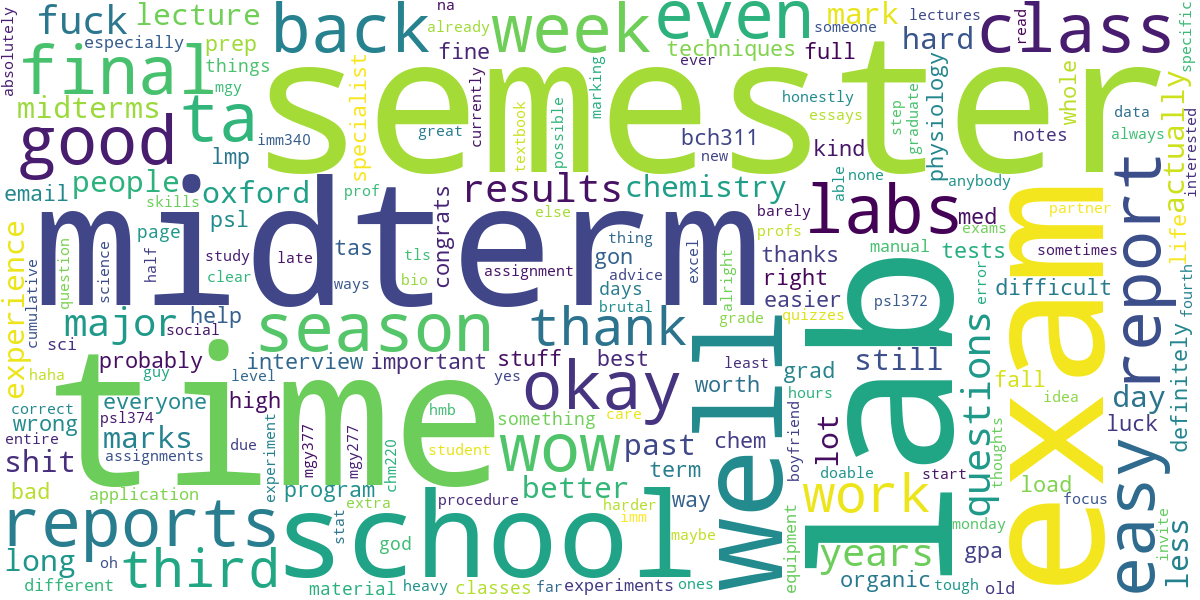 semester
midterm
time
lab
exam
school
well
labs
final
back
week
even
class
good
ta
season
okay
wow
reports
third
report
easy
work
fuck
lecture
especially
prep
things
mgy
absolutely
midterms
lmp
imm340
specialist
na
already
fine
great
currently
techniques
ever
textbook
possible
marking
mark
someone
full
lectures
hard
read
specific
honestly
essays
step
graduate
physiology
whole
notes
data
always
actually
interested
bch311
new
kind
email
people
skills
oxford
psl
prof
page
results
congrats
chemistry
else
able
none
anybody
med
partner
exams
experience
cumulative
question
science
half
study
clear
late
ways
tas
tls
bio
assignment
thing
gon
advice
days
brutal
excel
barely
profs
thanks
right
easier
alright
grade
quizzes
manual
tests
error
psl372
sometimes
difficult
life
fourth
major
social
help
sci
probably
guy
level
interview
important
thank
stuff
best
yes
least
worth
grad
hours
still
questions
fall
idea
day
definitely
luck
haha
correct
wrong
entire
everyone
psl374
marks
assignments
high
due
experiment
mgy377
mgy277
chm220
hmb
student
something
care
past
chem
term
way
boyfriend
doable
lot
start
thoughts
load
focus
less
shit
bad
application
program
extra
procedure
better
harder
imm
maybe
equipment
years
monday
gpa
invite
long
oh
different
stat
god
material
heavy
classes
far
experiments
ones
organic
tough
old